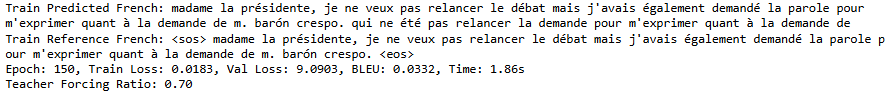 Train Predicted French: madame la présidente, je ne veux pas relancer le débat mais j'avais également demandé la parole pour
m'exprimer quant à la demande de m. barón crespo. qui ne été pas relancer la demande pour m'exprimer quant à la demande de
Train Reference French: <sos> madame la présidente, je ne veux pas relancer le débat mais j'avais également demandé la parole p
our m'exprimer quant à la demande de m. barón crespo. <eos>
Epoch: 150, Train Loss: 0.0183, Val Loss: 9.0903, BLEU: 0.0332, Time: 1.86s
Teacher Forcing Ratio: 0.70